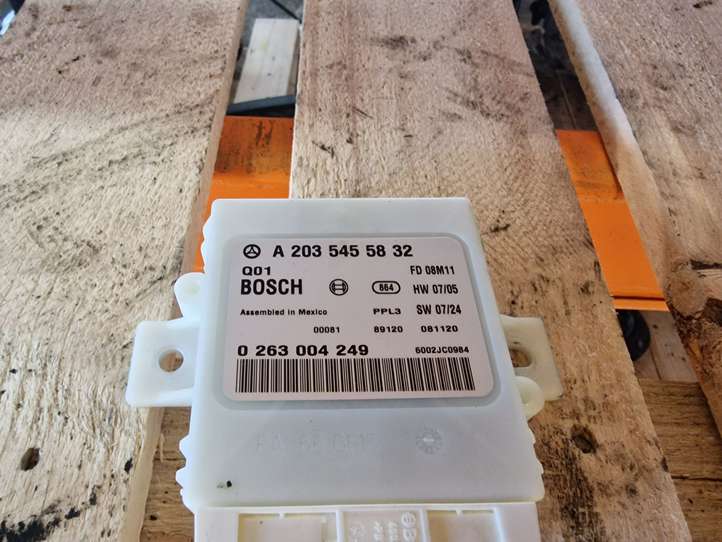 A 203 545 58 32
Q01 FD 08M11
BOSCH 864 HW 07/05
Assembled in Mexico PPL3 SW 07/24
00081 89120 081120
0 263 004 249 6002JC0984